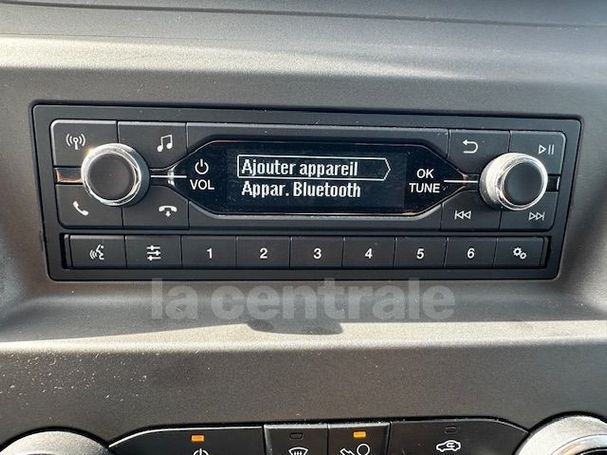 Ajouter appareil
Appar. Bluetooth
VOL
OK
TUNE
1 2 3 4 5 6
la centrale